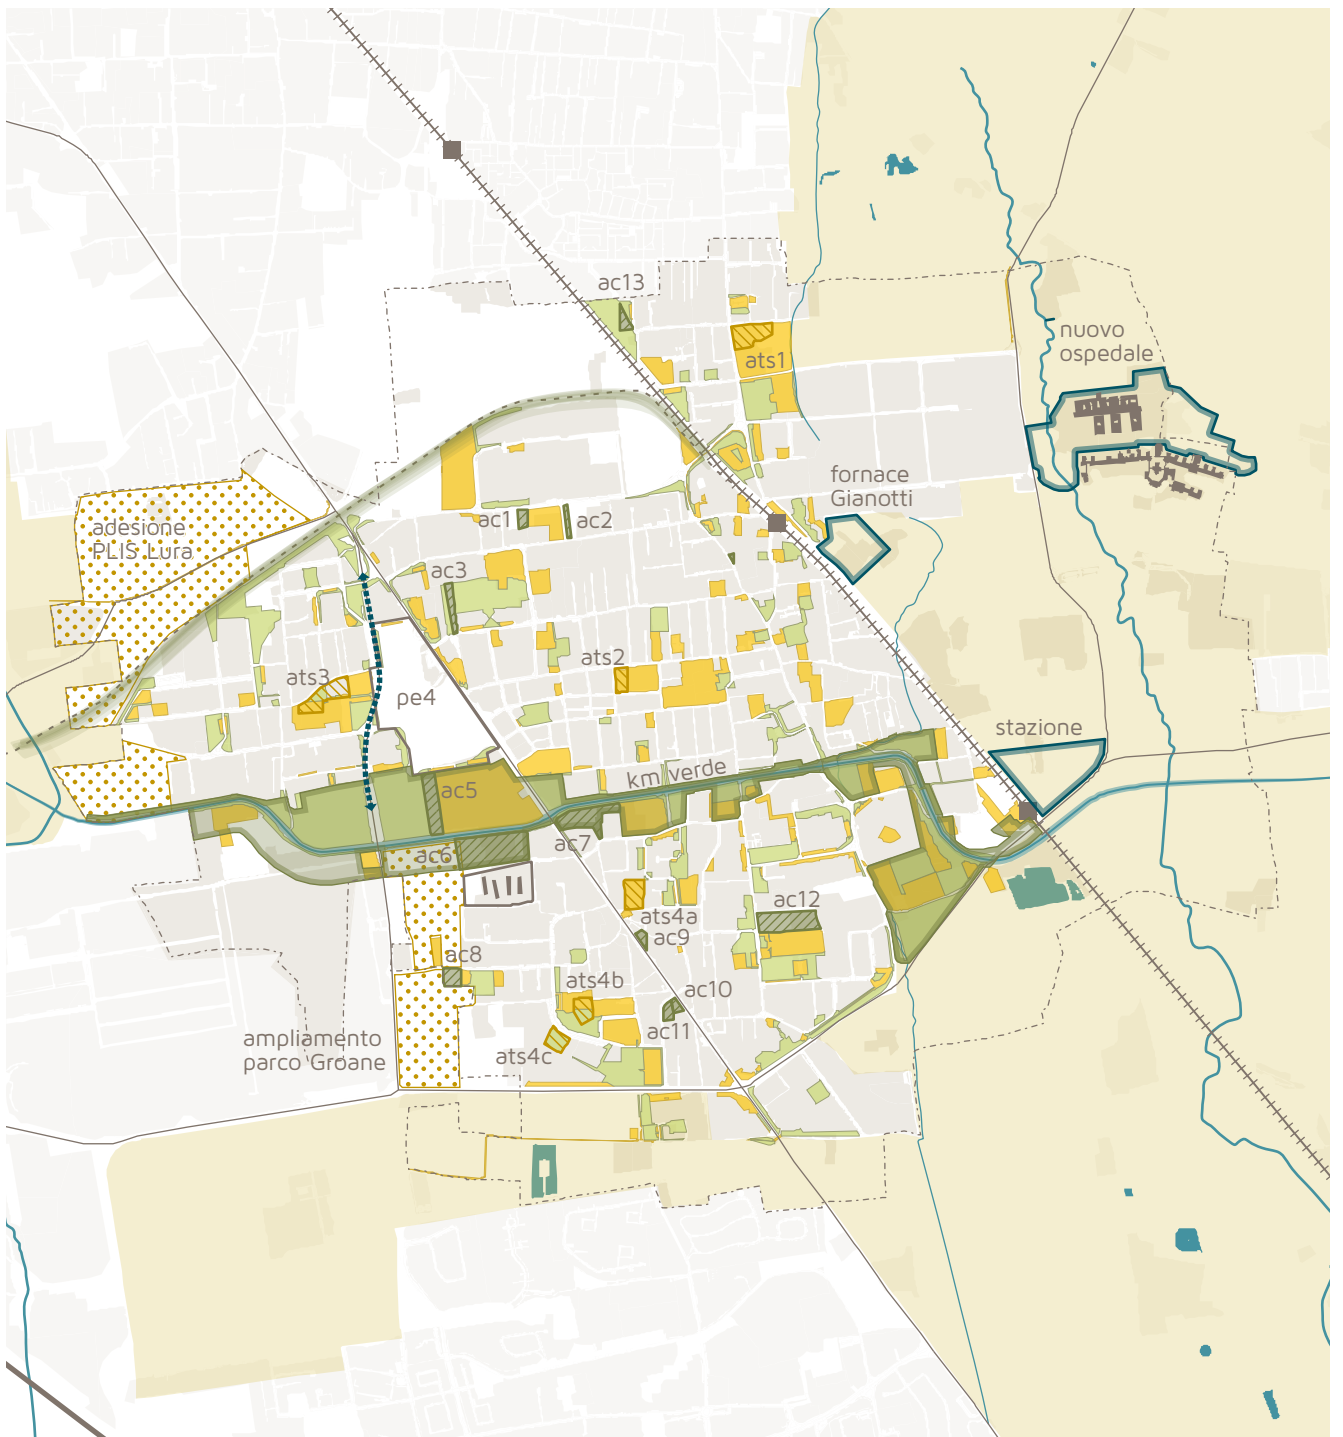 ac13
nuovo
ospedale
ats1
fornace
Gianotti
adesione
PLIS Lura
ac1
ac2
ac3
ats2
ats3
pe4
stazione
km verde
ac5
ac6
ac7
ac12
ats4a
ac9
ac8
ats4b
ac10
ac11
ampliamento
parco Groane
ats4c